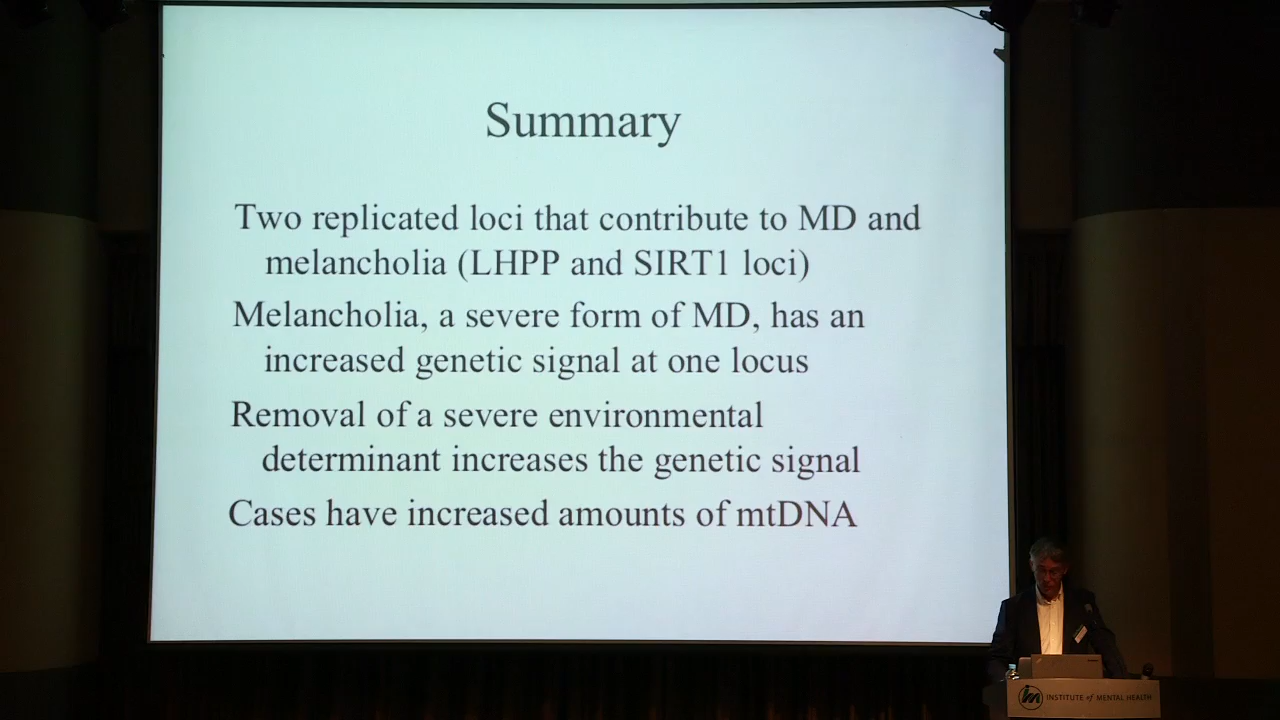 Summary
Two replicated loci that contribute to MD and
melancholia (LHPP and SIRT1 loci)
Melancholia, a severe form of MD, has an
increased genetic signal at one locus
Removal of a severe environmental
determinant increases the genetic signal
Cases have increased amounts of mtDNA
INSTITUTE of MENTAL HEALTH